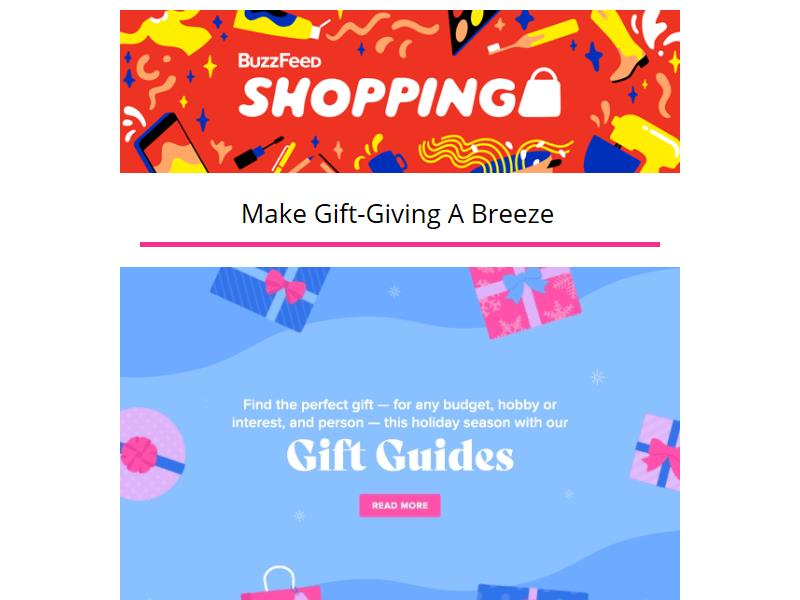 BuzzFeed
SHOPPING
Make Gift-Giving A Breeze
Find the perfect gift — for any budget, hobby or
interest, and person — this holiday season with our
Gift Guides
READ MORE